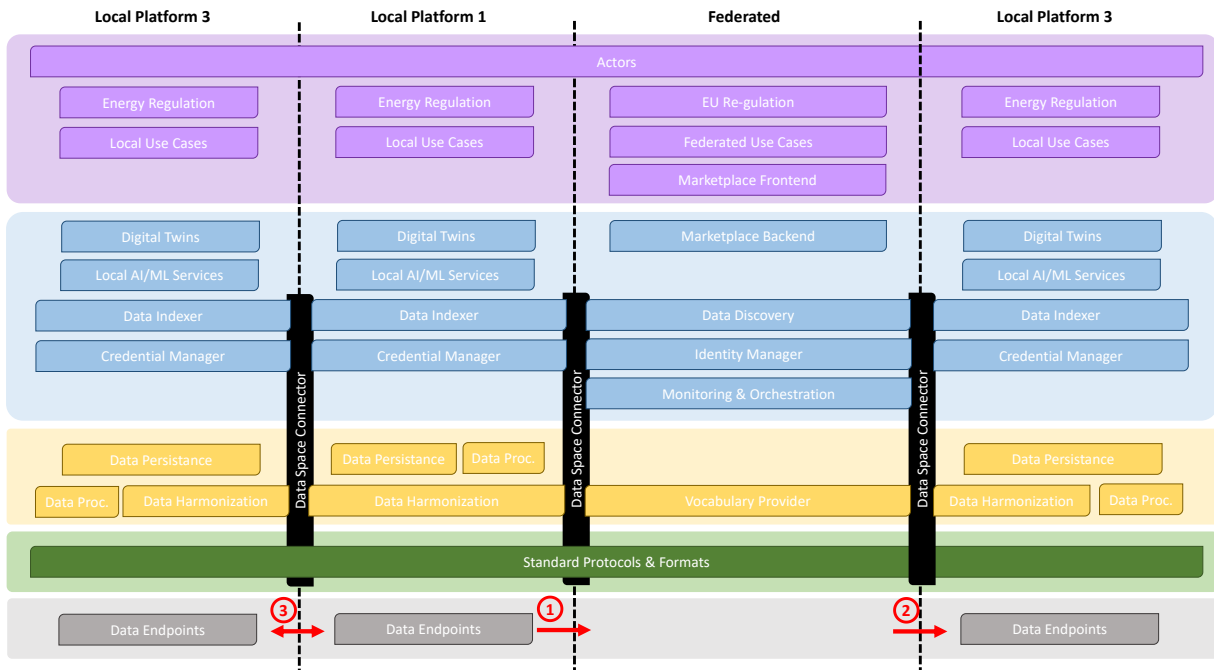 Local Platform 3
Local Platform 1
Federated
Local Platform 3
Actors
Energy Regulation
Energy Regulation
EU Re-gulation
Energy Regulation
Local Use Cases
Local Use Cases
Federated Use Cases
Local Use Cases
Marketplace Frontend
Digital Twins
Digital Twins
Marketplace Backend
Digital Twins
Local AI/ML Services
Local AI/ML Services
Local AI/ML Services
Data Indexer
Data Indexer
Data Discovery
Data Indexer
Credential Manager
Credential Manager
Identity Manager
Credential Manager
Monitoring & Orchestration
Data Space Connector
Data Space Connector
Data Space Connector
Data Persistance
Data Persistance
Data Proc.
Data Persistance
Data Proc.
Data Harmonization
Data Harmonization
Vocabulary Provider
Data Harmonization
Data Proc.
Standard Protocols & Formats
3
1
2
Data Endpoints
Data Endpoints
Data Endpoints